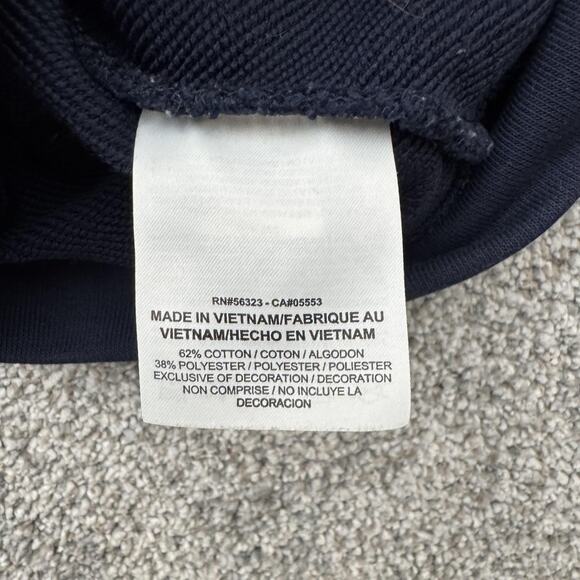 RN#56323 - CA#05553
MADE IN VIETNAM/FABRIQUE AU
VIETNAM/HECHO EN VIETNAM
62% COTTON / COTON / ALGODON
38% POLYESTER / POLYESTER / POLIESTER
EXCLUSIVE OF DECORATION / DECORATION
NON COMPRISE / NO INCLUYE LA
DECORACION